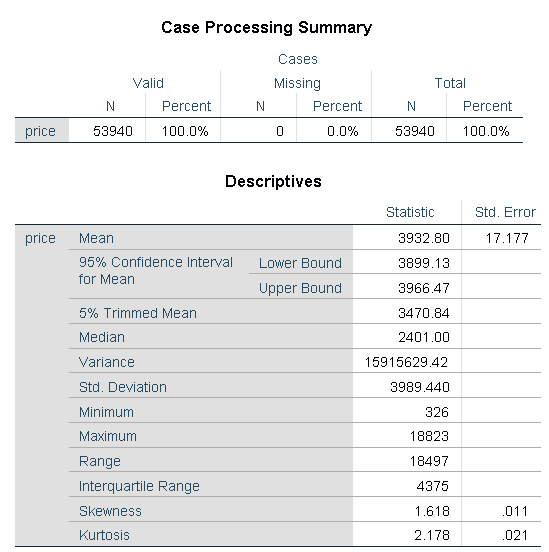 Case Processing Summary
Cases
Valid Missing Total
N Percent N Percent N Percent
price 53940 100.0% 0 0.0% 53940 100.0%
Descriptives
Statistic Std. Error
price Mean 3932.80 17.177
95% Confidence Interval Lower Bound 3899.13
for Mean
Upper Bound 3966.47
5% Trimmed Mean 3470.84
Median 2401.00
Variance 15915629.42
Std. Deviation 3989.440
Minimum 326
Maximum 18823
Range 18497
Interquartile Range 4375
Skewness 1.618 .011
Kurtosis 2.178 .021